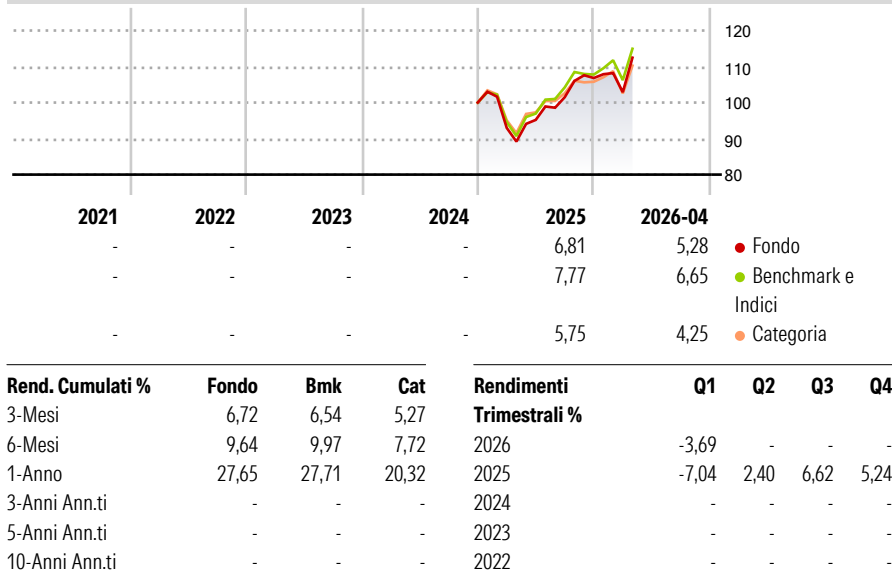 120
110
100
90
80
2021 2022 2023 2024 2025 2026-04
- - - - 6,81 5,28 Fondo
- - - - 7,77 6,65 Benchmark e
Indici
- - - - 5,75 4,25 Categoria
Rend. Cumulati % Fondo Bmk Cat
3-Mesi 6,72 6,54 5,27
6-Mesi 9,64 9,97 7,72
1-Anno 27,65 27,71 20,32
3-Anni Ann.ti - - -
5-Anni Ann.ti - - -
10-Anni Ann.ti - - -
Rendimenti Q1 Q2 Q3 Q4
Trimestrali %
2026 -3,69 - - -
2025 -7,04 2,40 6,62 5,24
2024 - - - -
2023 - - - -
2022 - - - -